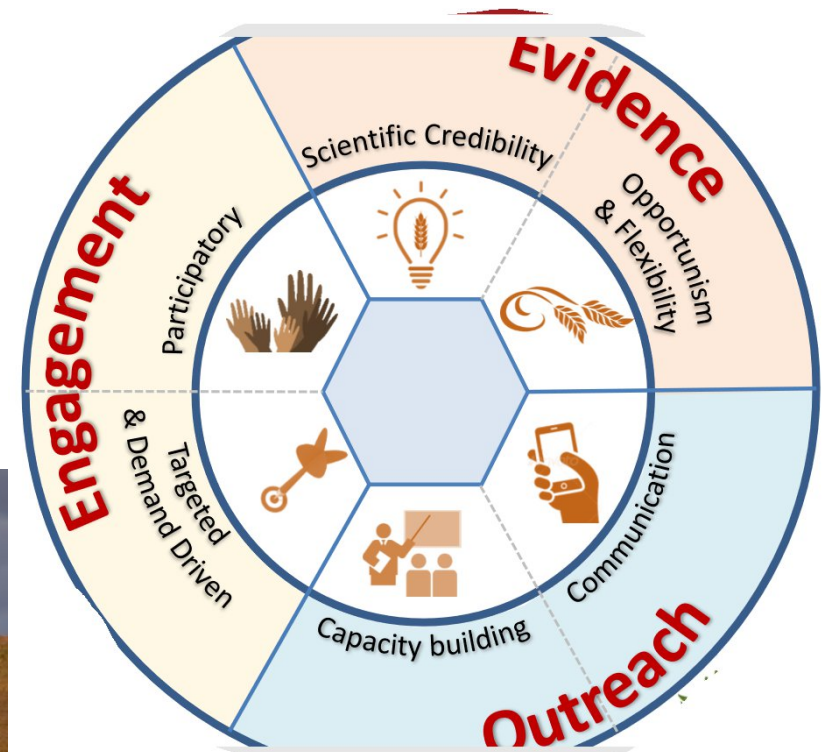 Evidence
Scientific Credibility
Opportunism
& Flexibility
Engagement
Participatory
Targeted
& Demand Driven
Communication
Capacity building
Outreach